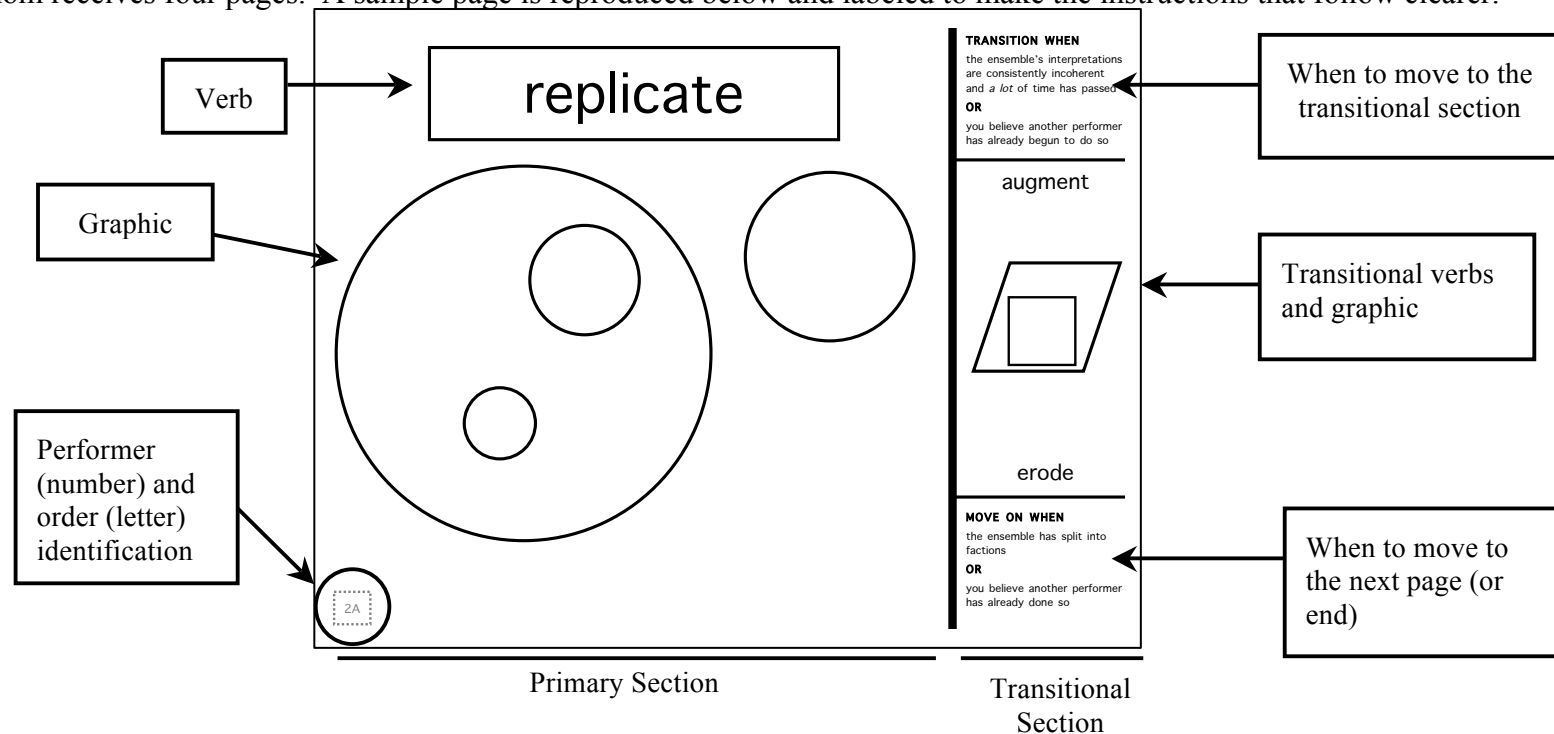 om receives four pages. A sample page is reproduced below and labeled to make the instructions that follow clearer.
Verb
replicate
Graphic
Performer
(number) and
order (letter)
identification
2A
TRANSITION WHEN
the ensemble's interpretations
are consistently incoherent
and a lot of time has passed
OR
you believe another performer
has already begun to do so
augment
erode
MOVE ON WHEN
the ensemble has split into
factions
OR
you believe another performer
has already done so
When to move to the
transitional section
Transitional verbs
and graphic
When to move to
the next page (or
end)
Primary Section
Transitional
Section